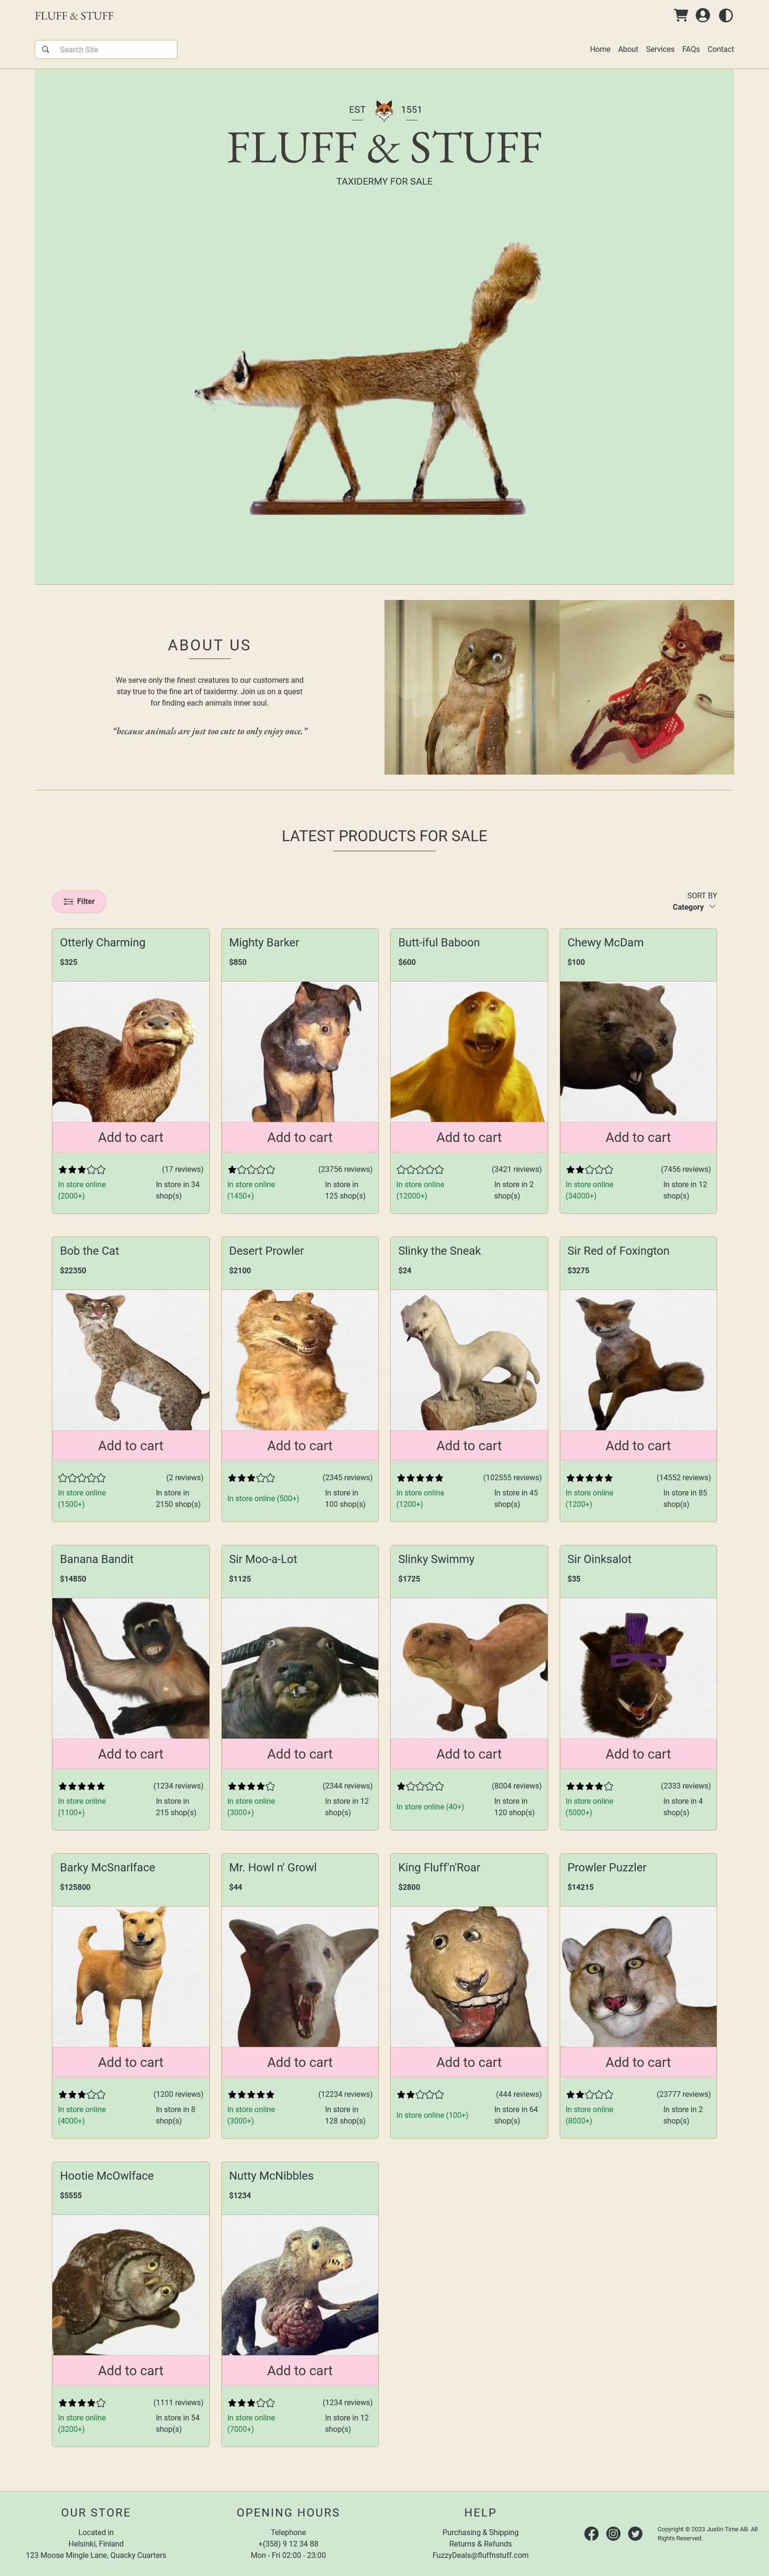 FLUFF & STUFF
Search Site
Home About Services FAQs Contact
EST 1551
FLUFF & STUFF
TAXIDERMY FOR SALE
ABOUT US
We serve only the finest creatures to our customers and
stay true to the fine art of taxidermy. Join us on a quest
for finding each animals inner soul.
“because animals are just too cute to only enjoy once.”
LATEST PRODUCTS FOR SALE
Filter
SORT BY
Category
Otterly Charming
$325
Add to cart
(17 reviews)
In store online
(2000+)
In store in 34
shop(s)
Mighty Barker
$850
Add to cart
(23756 reviews)
In store online
(1450+)
In store in
125 shop(s)
Butt-iful Baboon
$600
Add to cart
(3421 reviews)
In store online
(12000+)
In store in 2
shop(s)
Chewy McDam
$100
Add to cart
(7456 reviews)
In store online
(34000+)
In store in 12
shop(s)
Bob the Cat
$22350
Add to cart
(2 reviews)
In store online
(1500+)
In store in
2150 shop(s)
Desert Prowler
$2100
Add to cart
(2345 reviews)
In store online (500+)
In store in
100 shop(s)
Slinky the Sneak
$24
Add to cart
(102555 reviews)
In store online
(1200+)
In store in 45
shop(s)
Sir Red of Foxington
$3275
Add to cart
(14552 reviews)
In store online
(1200+)
In store in 85
shop(s)
Banana Bandit
$14850
Add to cart
(1234 reviews)
In store online
(1100+)
In store in
215 shop(s)
Sir Moo-a-Lot
$1125
Add to cart
(2344 reviews)
In store online
(3000+)
In store in 12
shop(s)
Slinky Swimmy
$1725
Add to cart
(8004 reviews)
In store online (40+)
In store in
120 shop(s)
Sir Oinksalot
$35
Add to cart
(2333 reviews)
In store online
(5000+)
In store in 4
shop(s)
Barky McSnarlface
$125800
Add to cart
(1200 reviews)
In store online
(4000+)
In store in 8
shop(s)
Mr. Howl n' Growl
$44
Add to cart
(12234 reviews)
In store online
(3000+)
In store in
128 shop(s)
King Fluff'n'Roar
$2800
Add to cart
(444 reviews)
In store online (100+)
In store in 64
shop(s)
Prowler Puzzler
$14215
Add to cart
(23777 reviews)
In store online
(8000+)
In store in 2
shop(s)
Hootie McOwlface
$5555
Add to cart
(1111 reviews)
In store online
(3200+)
In store in 54
shop(s)
Nutty McNibbles
$1234
Add to cart
(1234 reviews)
In store online
(7000+)
In store in 12
shop(s)
OUR STORE
Located in
Helsinki, Finland
123 Moose Mingle Lane, Quacky Cuarters
OPENING HOURS
Telephone
+(358) 9 12 34 88
Mon - Fri 02:00 - 23:00
HELP
Purchasing & Shipping
Returns & Refunds
FuzzyDeals@fluffnstuff.com
Copyright © 2023 Justin Time AB. All
Rights Reserved.